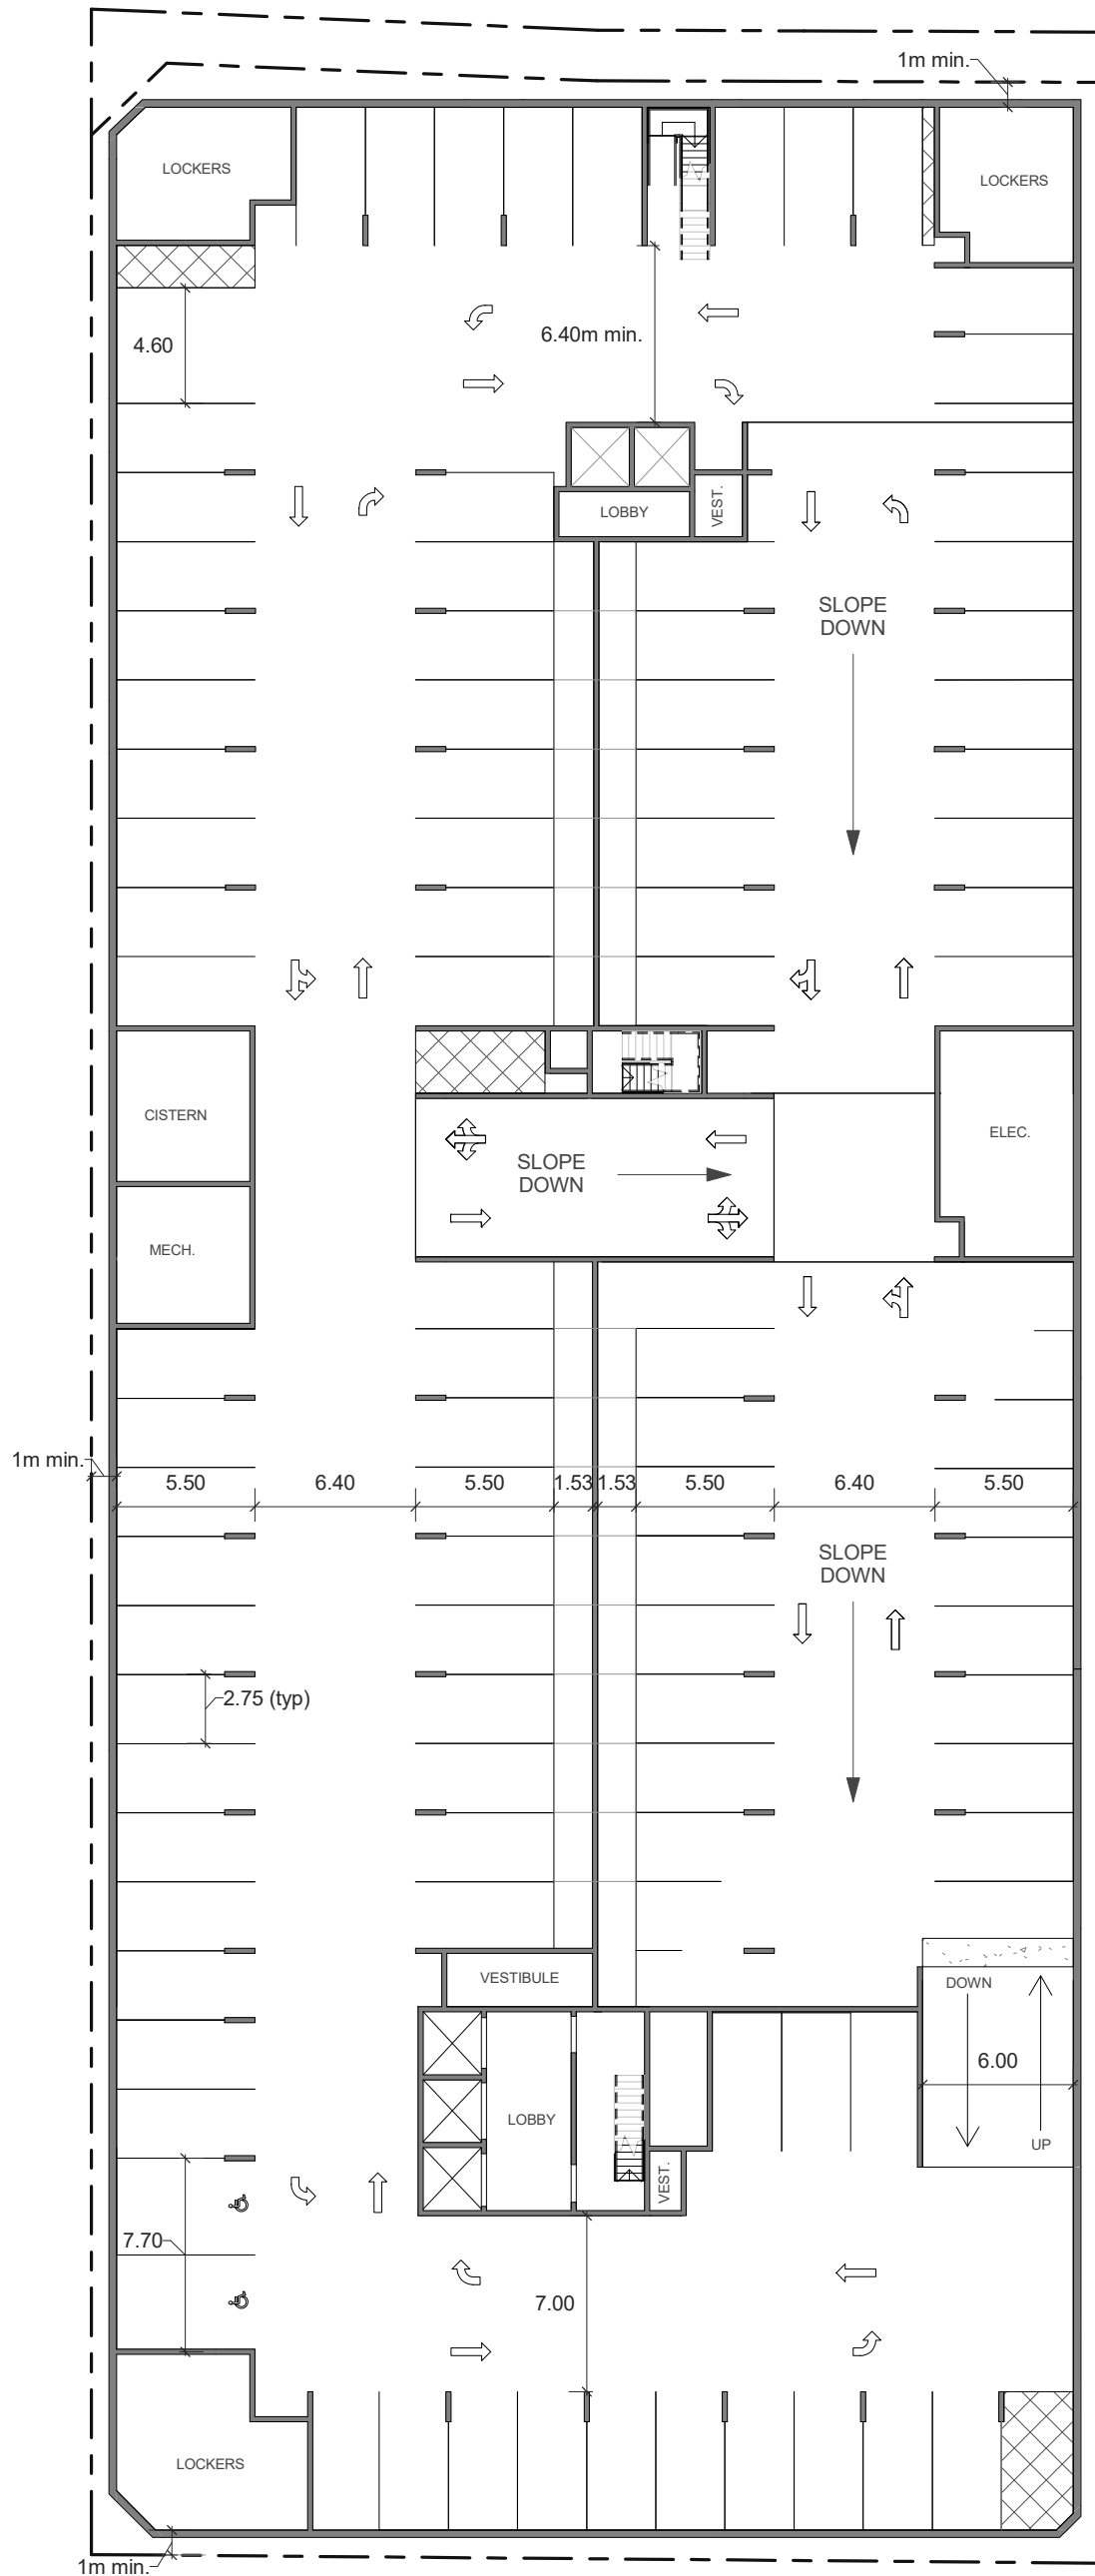 1m min.
LOCKERS
LOCKERS
6.40m min.
4.60
LOBBY
VEST.
SLOPE
DOWN
CISTERN
ELEC.
SLOPE
DOWN
MECH.
1m min.
5.50
6.40
5.50
1.53
1.53
5.50
6.40
5.50
SLOPE
DOWN
2.75 (typ)
VESTIBULE
DOWN
6.00
LOBBY
UP
VEST.
7.70
7.00
LOCKERS
1m min.